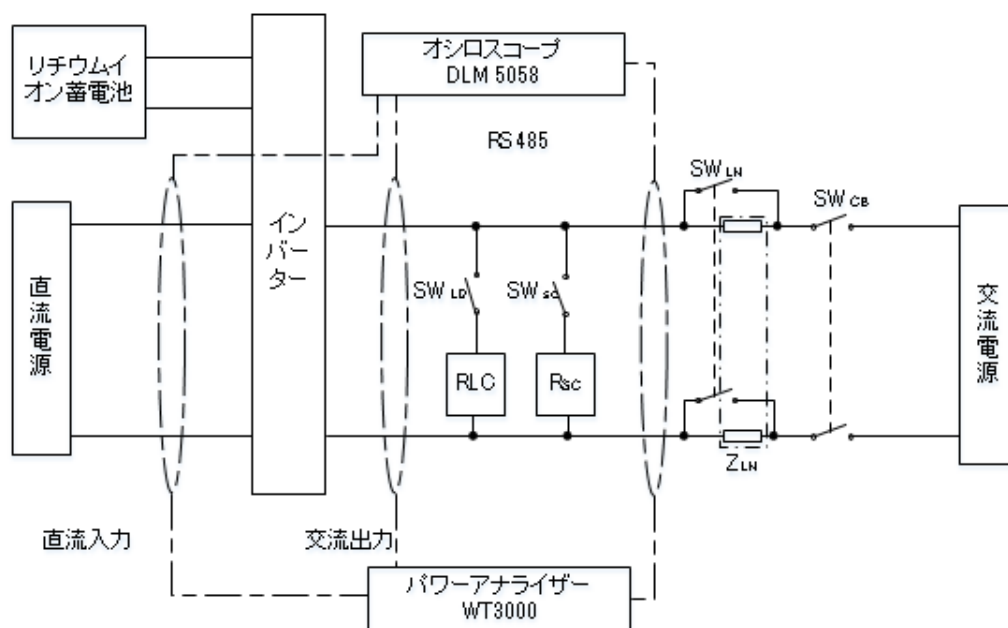 リチウムイ
オン蓄電池
オシロスコープ
DLM 5058
RS485
インバーター
直流電源
SW LN
SW CB
SW LD
SW SC
RLC
RSC
ZLN
交流電源
直流入力
交流出力
パワーアナライザー
WT3000